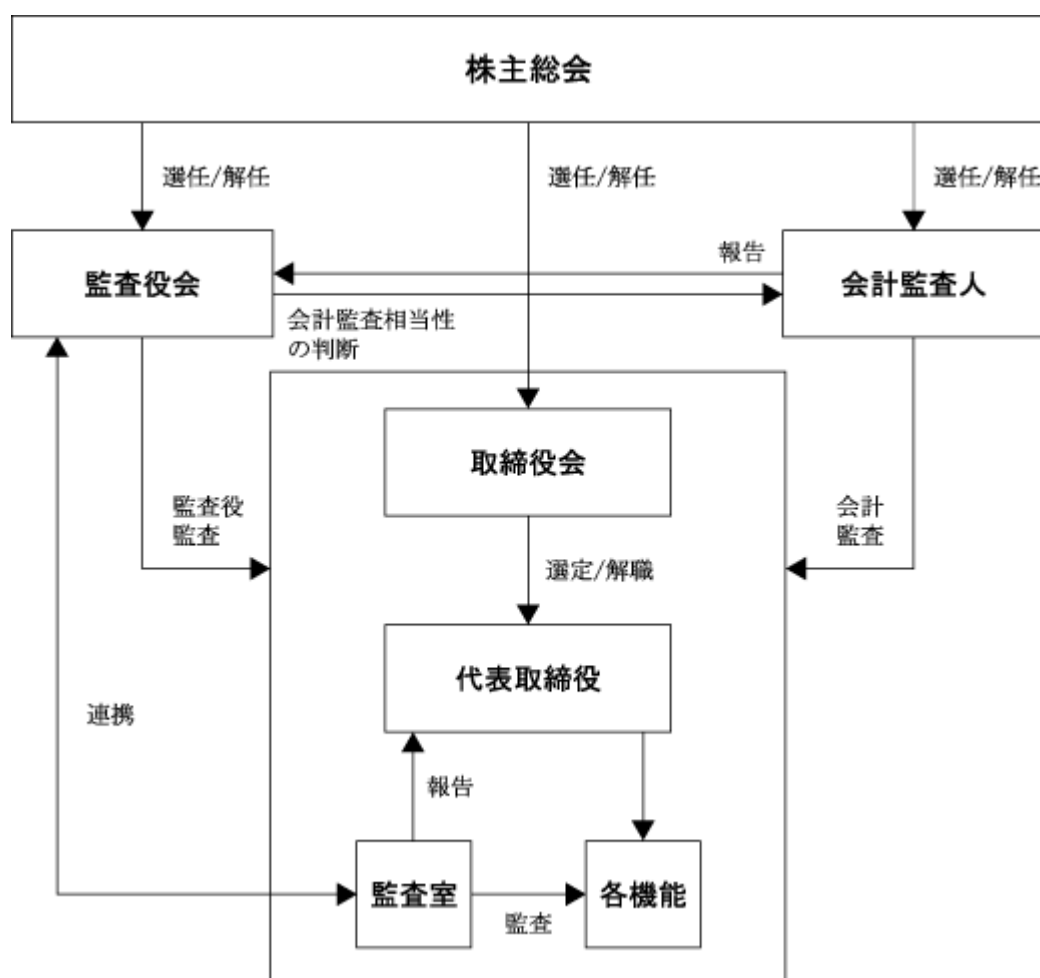 株主総会
選任/解任
選任/解任
選任/解任
監査役会
報告
会計監査人
会計監査相当性
の判断
取締役会
監査役
監査
会計
監査
選定/解職
代表取締役
連携
報告
監査室
各機能
監査